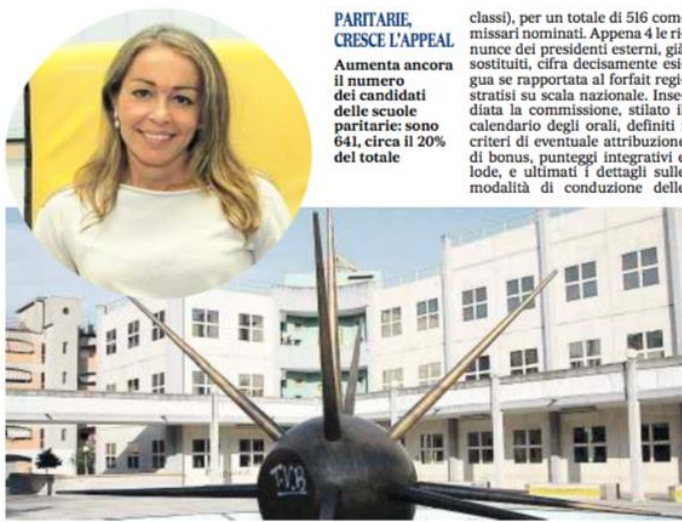 PARITARIE,
CRESCE L'APPEAL
Aumenta ancora
il numero
dei candidati
delle scuole
paritarie: sono
641, circa il 20%
del totale
classi), per un totale di 516 com-
missari nominati. Appena 4 le ri-
nunce dei presidenti esterni, già
sostituiti, cifra decisamente esi-
gua se rapportata al forfait regi-
stratisi su scala nazionale. Inse-
diata la commissione, stilato il
calendario degli orali, definiti i
criteri di eventuale attribuzione
di bonus, punteggi integrativi e
lode, e ultimati i dettagli sulle
modalità di conduzione delle
T.V.B